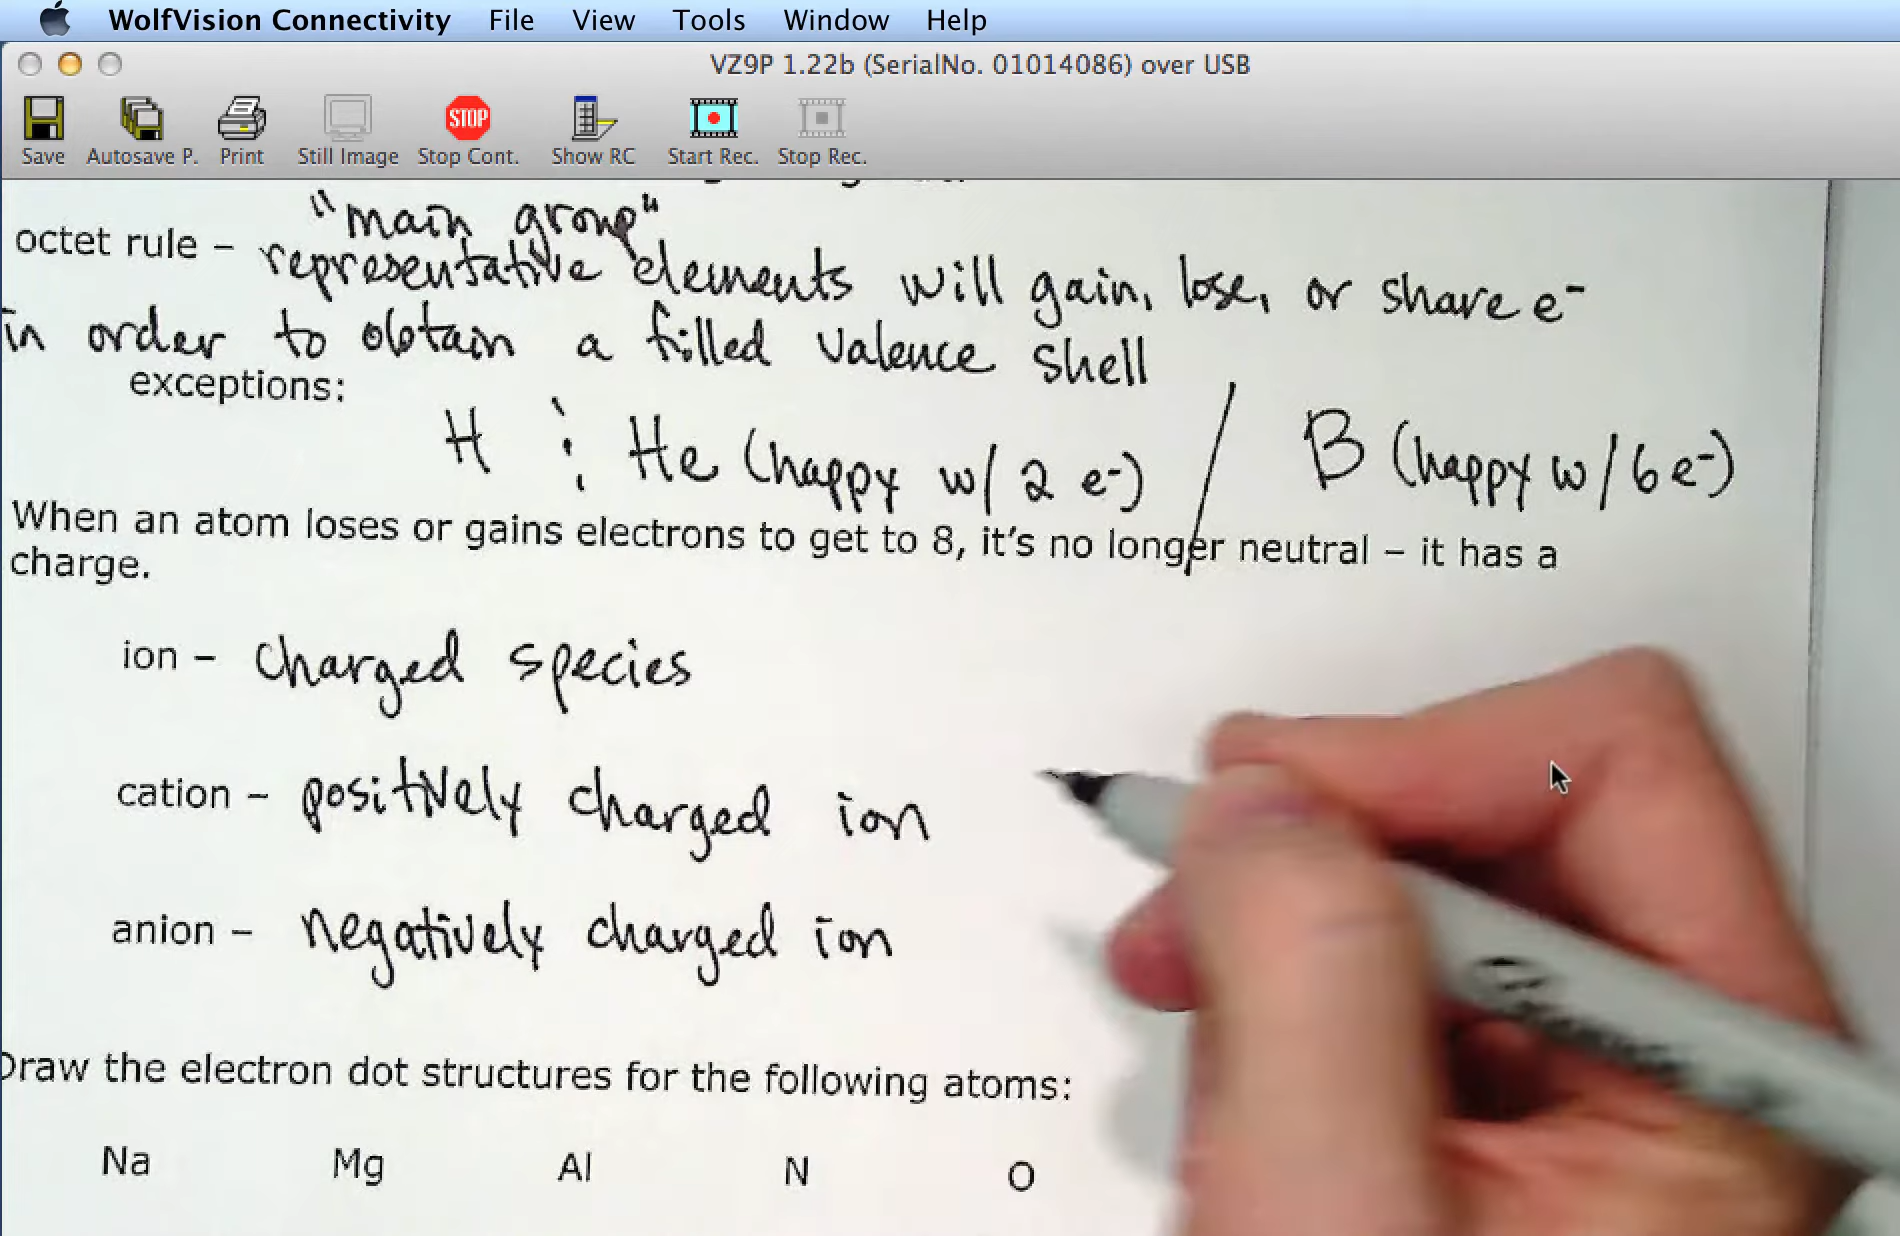 WolfVision Connectivity File View Tools Window Help
VZ9P 1.22b (SerialNo. 01014086) over USB
Save Autosave P. Print Still Image STOP Stop Cont. Show RC Start Rec. Stop Rec.
"main group"
octet rule – representative elements will gain, lose, or share e⁻
in order to obtain a filled valence shell
exceptions:
H : He (happy w/ 2 e⁻) / B (happy w/ 6 e⁻)
When an atom loses or gains electrons to get to 8, it's no longer neutral – it has a
charge.
ion – charged species
cation – positively charged ion
anion – negatively charged ion
Draw the electron dot structures for the following atoms:
Na Mg Al N O